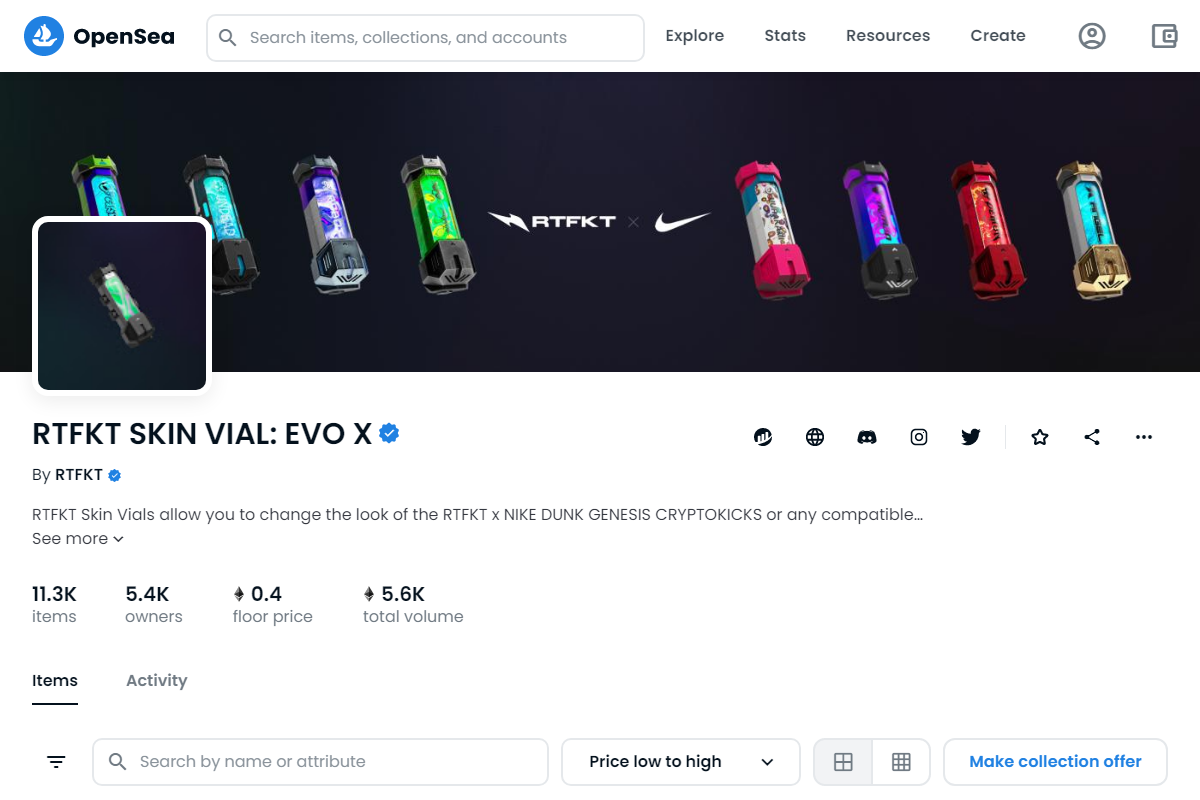 OpenSea
Search items, collections, and accounts
Explore
Stats
Resources
Create
RTFKT ×
RTFKT SKIN VIAL: EVO X
By RTFKT
RTFKT Skin Vials allow you to change the look of the RTFKT x NIKE DUNK GENESIS CRYPTOKICKS or any compatible…
See more
11.3K 5.4K 0.4 5.6K
items owners floor price total volume
Items Activity
Search by name or attribute
Price low to high
Make collection offer